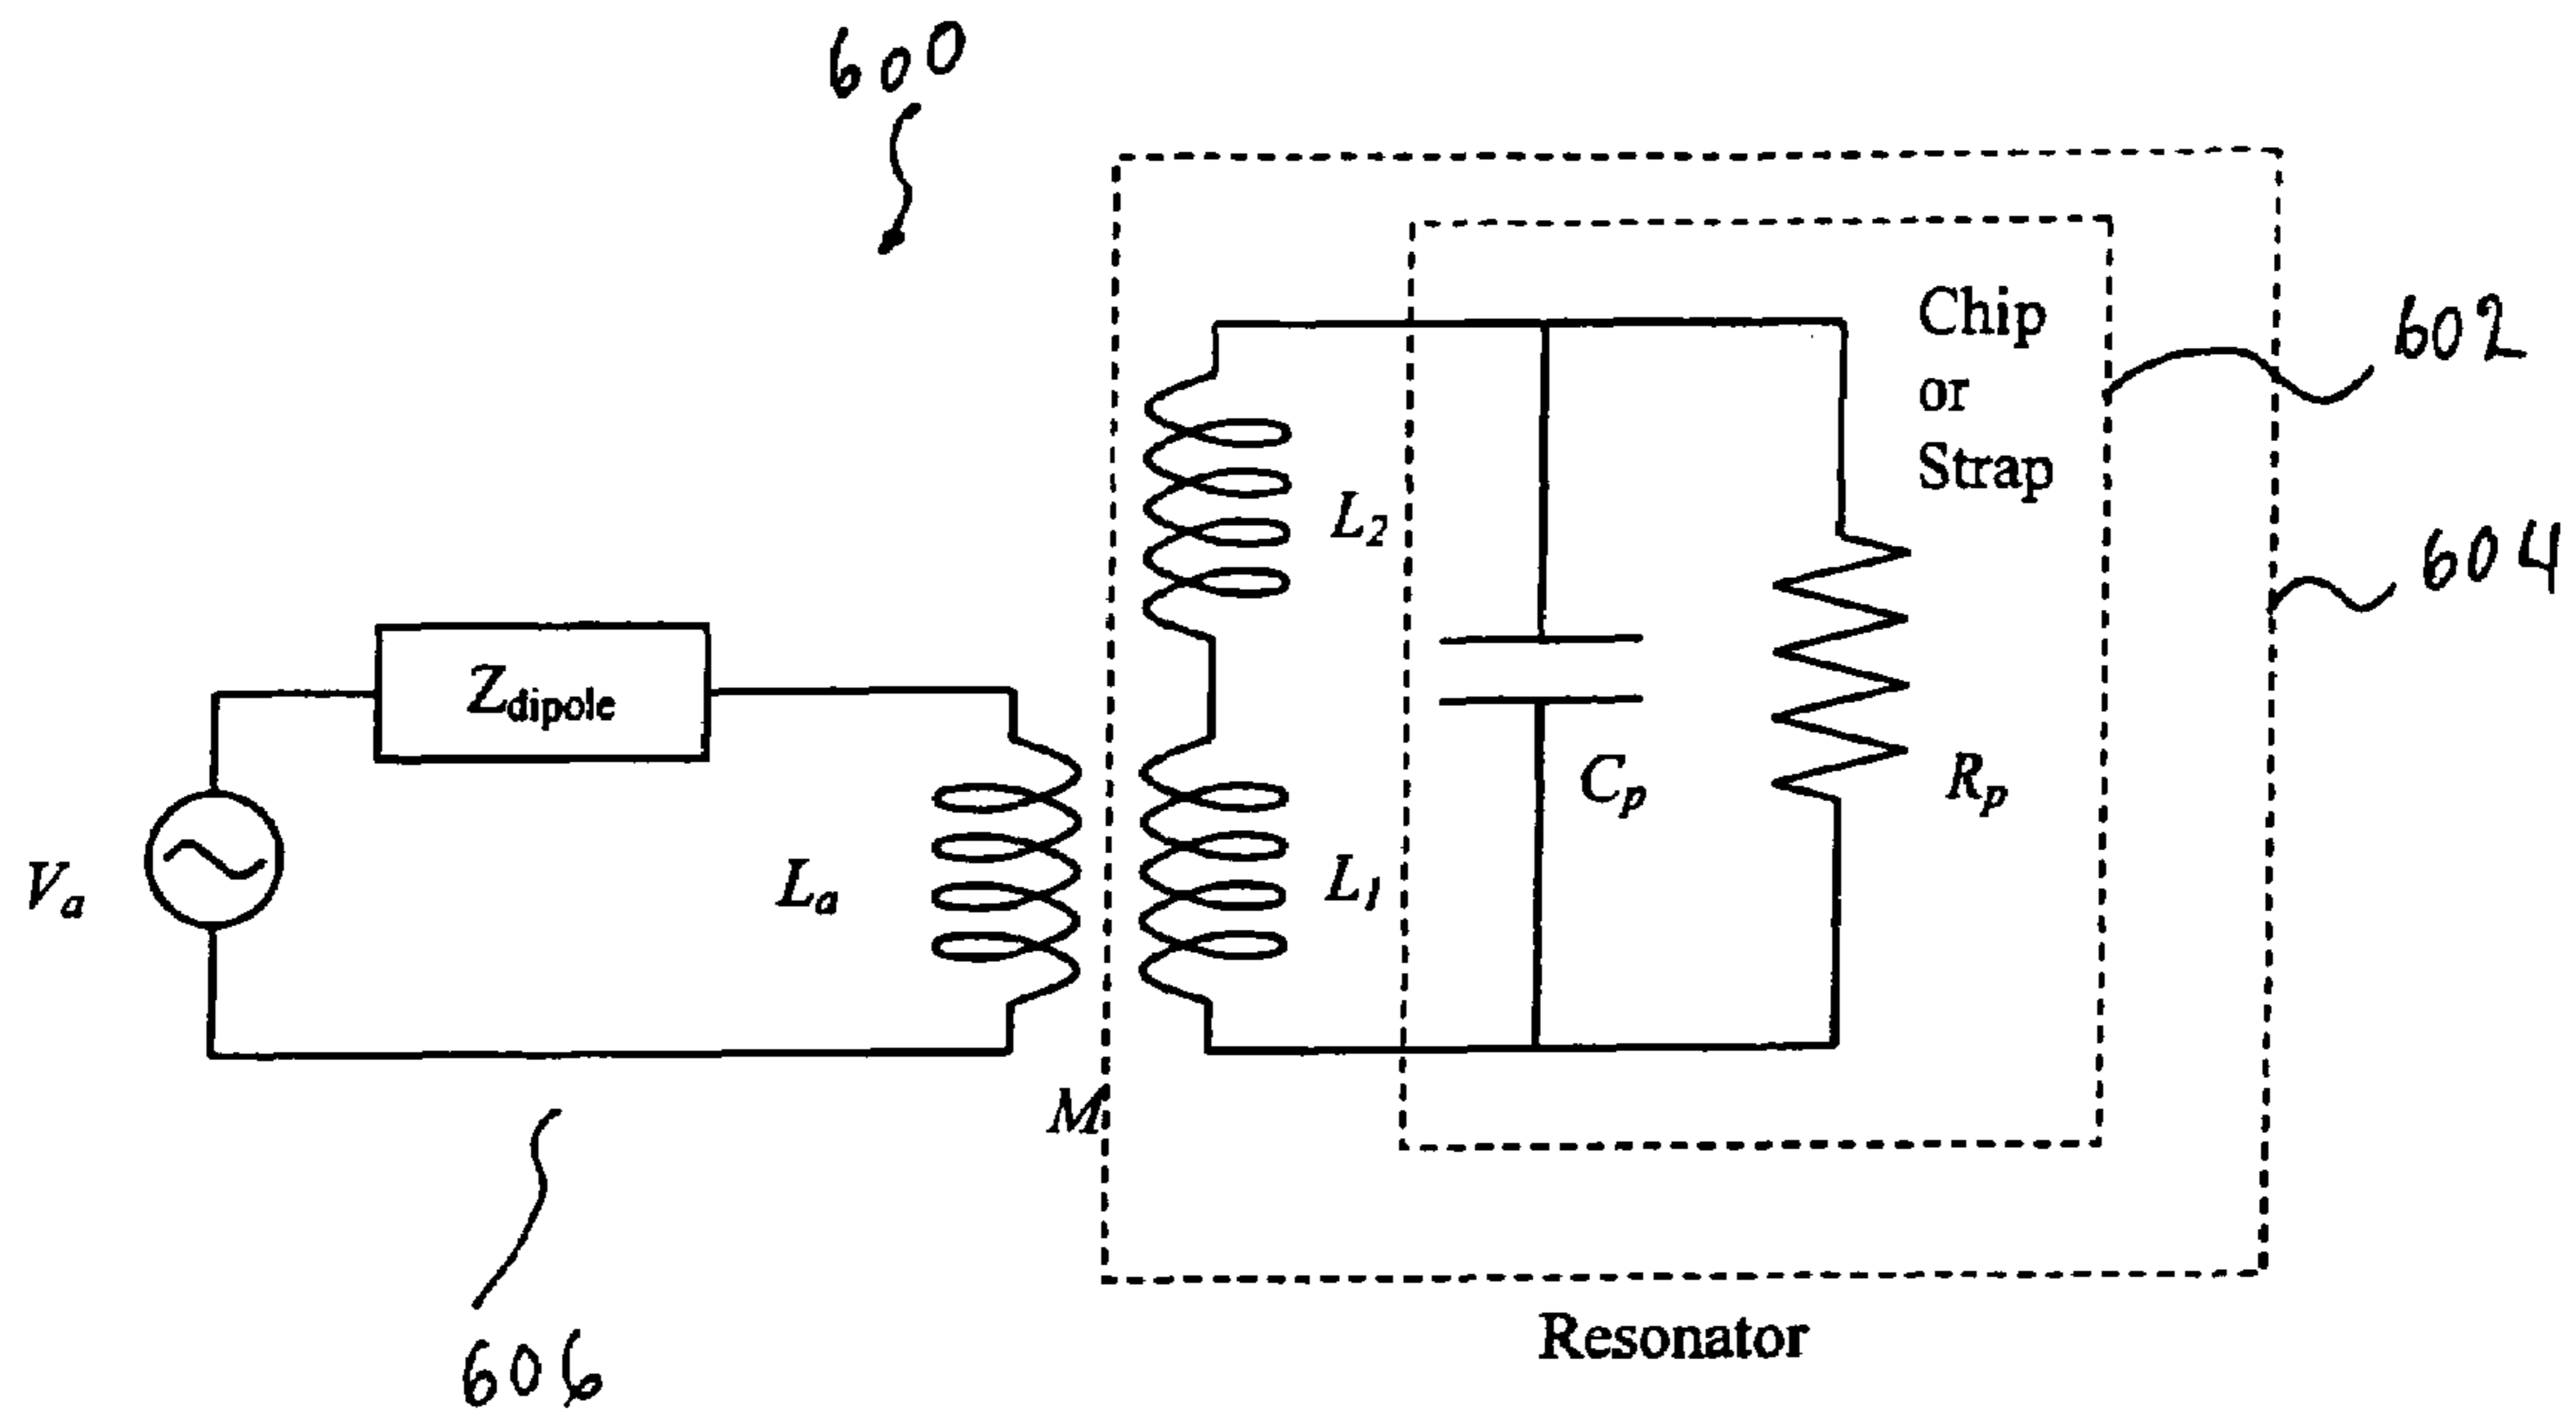 600
Chip
or
Strap
602
L2
604
Zdipole
Cp
Rp
Va
La
L1
M
Resonator
606